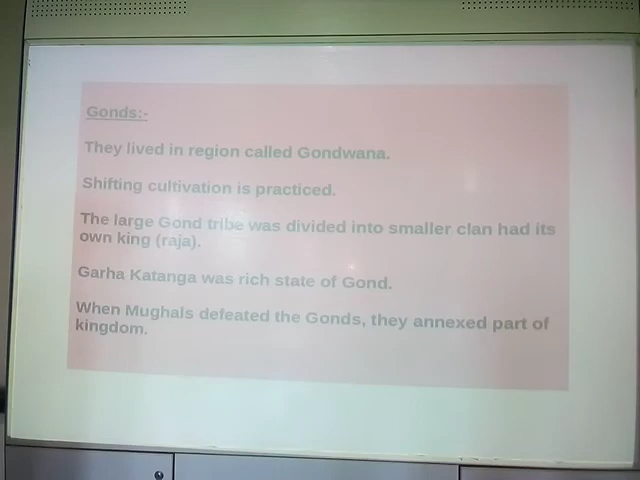 Gonds:-
They lived in region called Gondwana.
Shifting cultivation is practiced.
The large Gond tribe was divided into smaller clan had its
own king (raja).
Garha Katanga was rich state of Gond.
When Mughals defeated the Gonds, they annexed part of
kingdom.